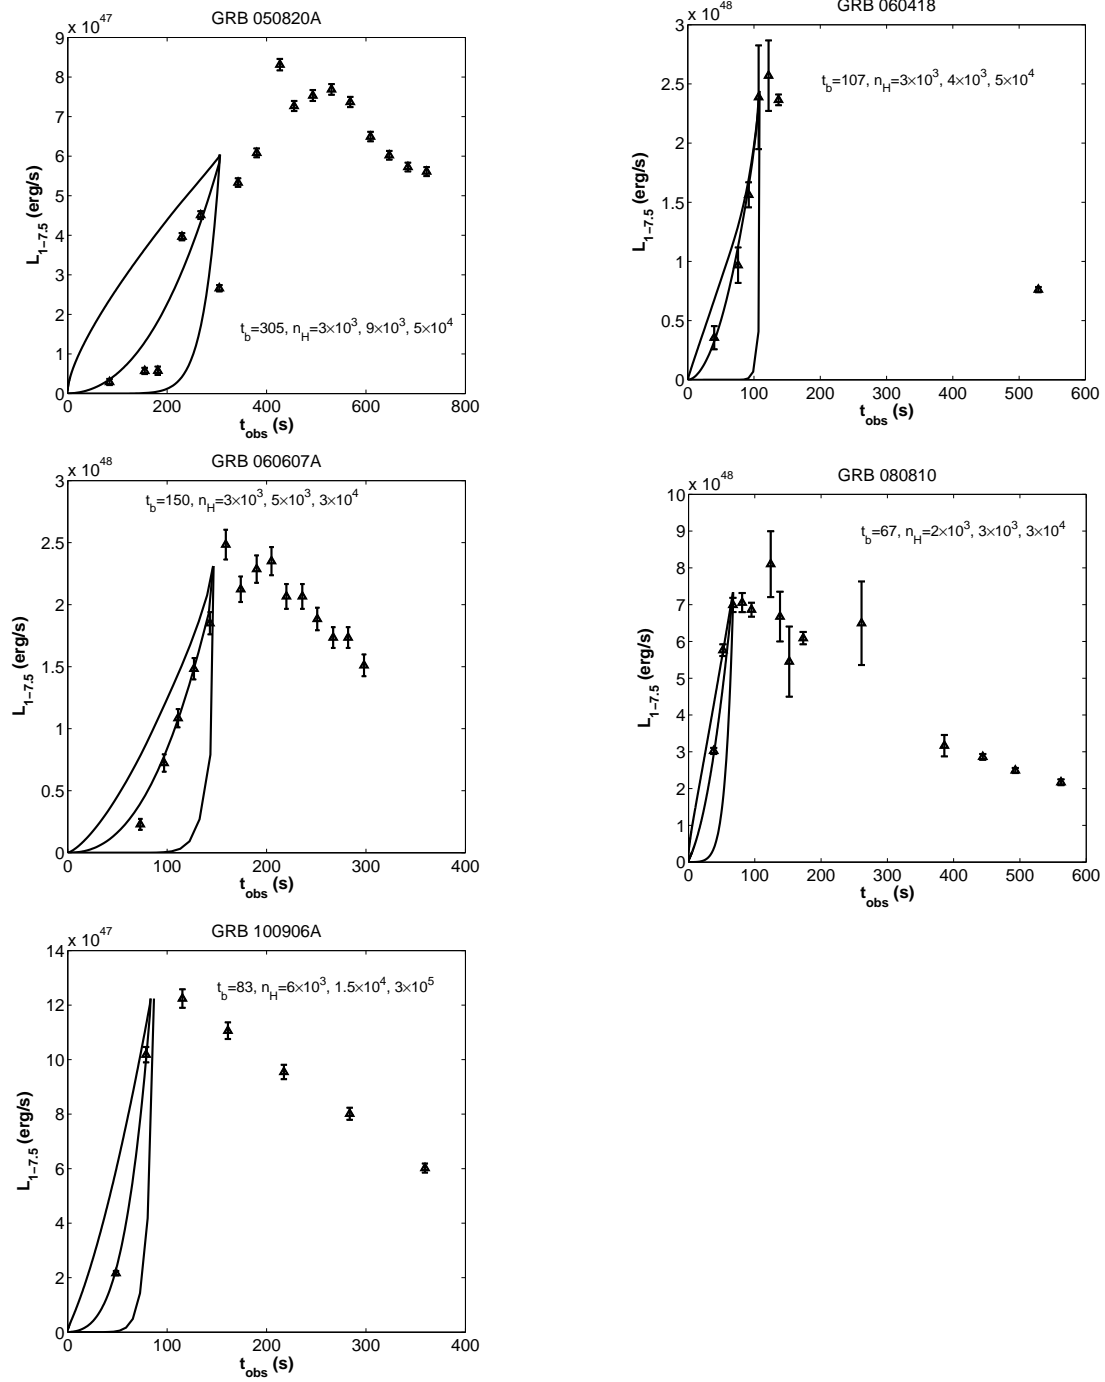 GRB 050820A
x 10^47
9
8
7
6
5
4
3
2
1
0
L_1−7.5 (erg/s)
t_b=305, n_H=3×10^3, 9×10^3, 5×10^4
0 200 400 600 800
t_obs (s)
GRB 060418
x 10^48
3
2.5
2
1.5
1
0.5
0
L_1−7.5 (erg/s)
t_b=107, n_H=3×10^3, 4×10^3, 5×10^4
0 100 200 300 400 500 600
t_obs (s)
GRB 060607A
x 10^48
3
2.5
2
1.5
1
0.5
0
L_1−7.5 (erg/s)
t_b=150, n_H=3×10^3, 5×10^3, 3×10^4
0 100 200 300 400
t_obs (s)
GRB 080810
x 10^48
10
9
8
7
6
5
4
3
2
1
0
L_1−7.5 (erg/s)
t_b=67, n_H=2×10^3, 3×10^3, 3×10^4
0 100 200 300 400 500 600
t_obs (s)
GRB 100906A
x 10^47
14
12
10
8
6
4
2
0
L_1−7.5 (erg/s)
t_b=83, n_H=6×10^3, 1.5×10^4, 3×10^5
0 100 200 300 400
t_obs (s)